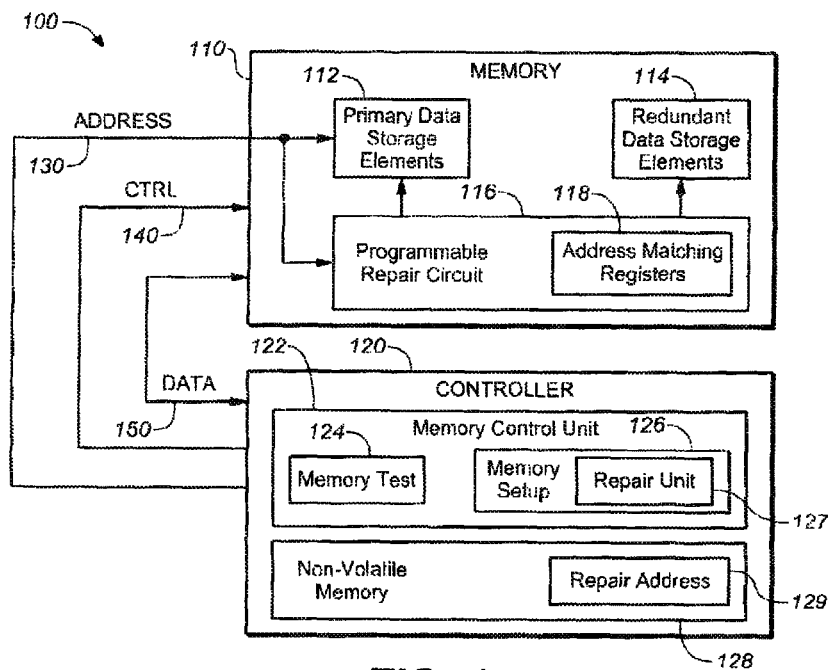 100
110
MEMORY
112
114
ADDRESS
130
Primary Data
Storage
Elements
Redundant
Data Storage
Elements
CTRL
140
116
118
Programmable
Repair Circuit
Address Matching
Registers
122
120
DATA
150
CONTROLLER
Memory Control Unit
124
126
Memory Test
Memory
Setup
Repair Unit
127
Non-Volatile
Memory
Repair Address
129
128